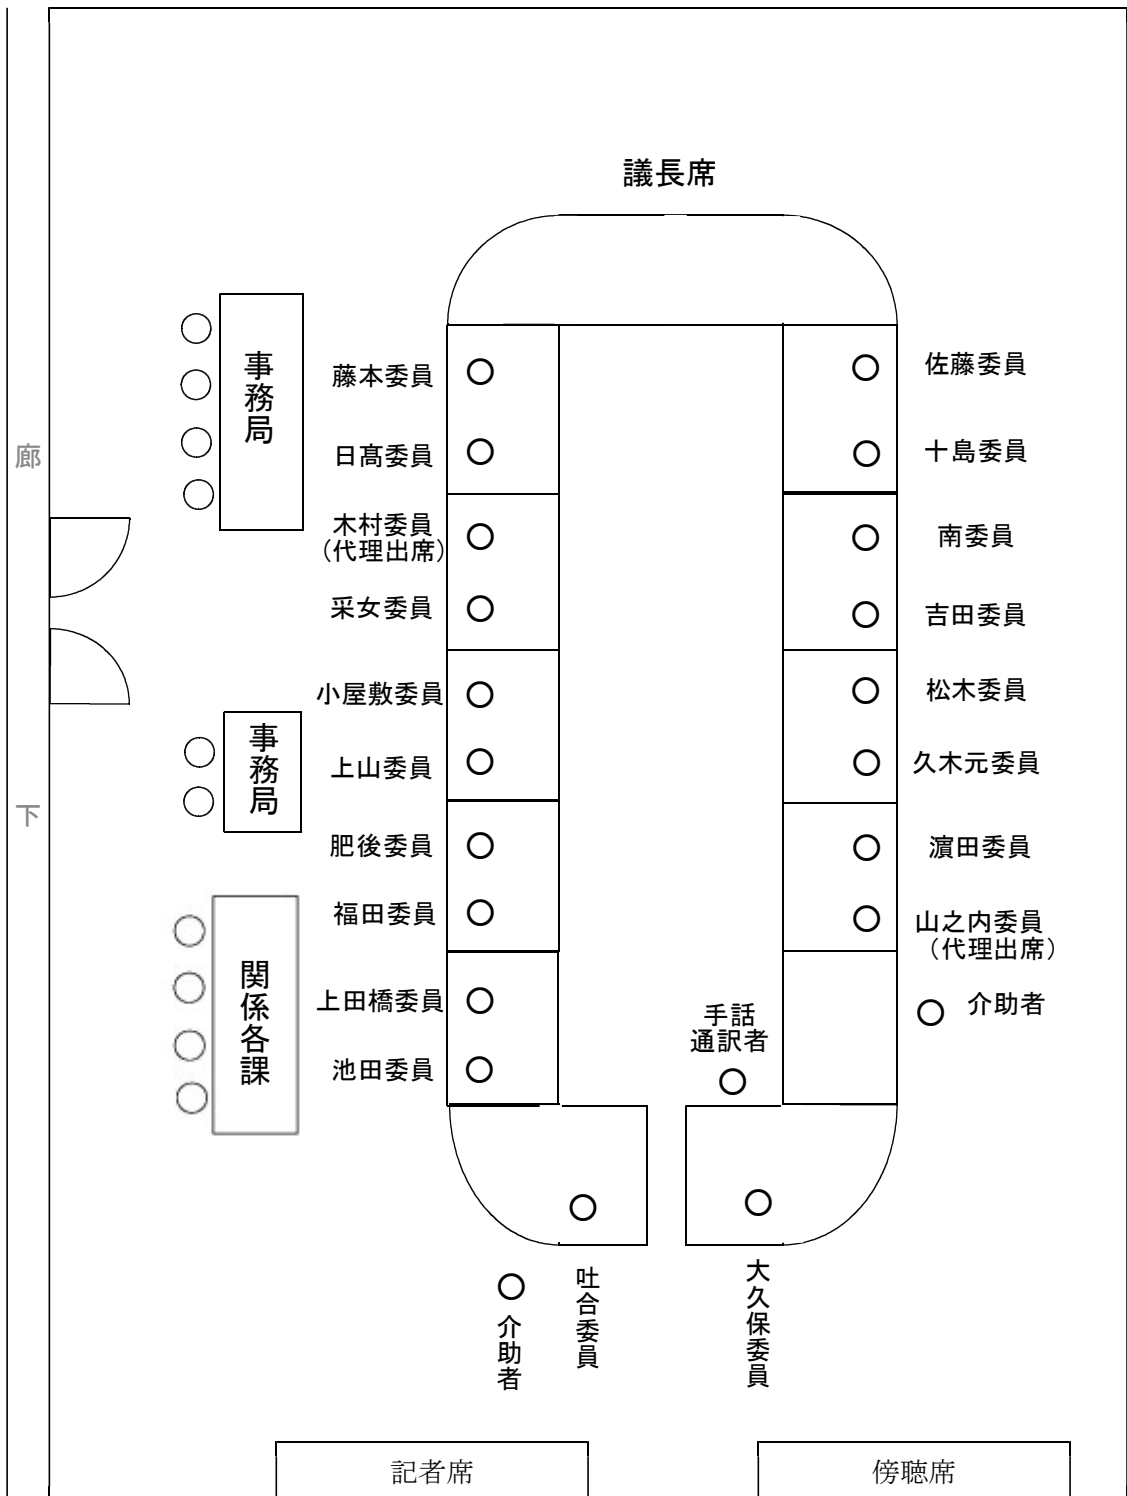 議長席
事務局
藤本委員
佐藤委員
日髙委員
十島委員
廊下
木村委員
（代理出席）
南委員
采女委員
吉田委員
小屋敷委員
松木委員
事務局
上山委員
久木元委員
肥後委員
濵田委員
福田委員
山之内委員
（代理出席）
関係各課
上田橋委員
手話
通訳者
介助者
池田委員
介助者
吐合委員
大久保委員
記者席
傍聴席